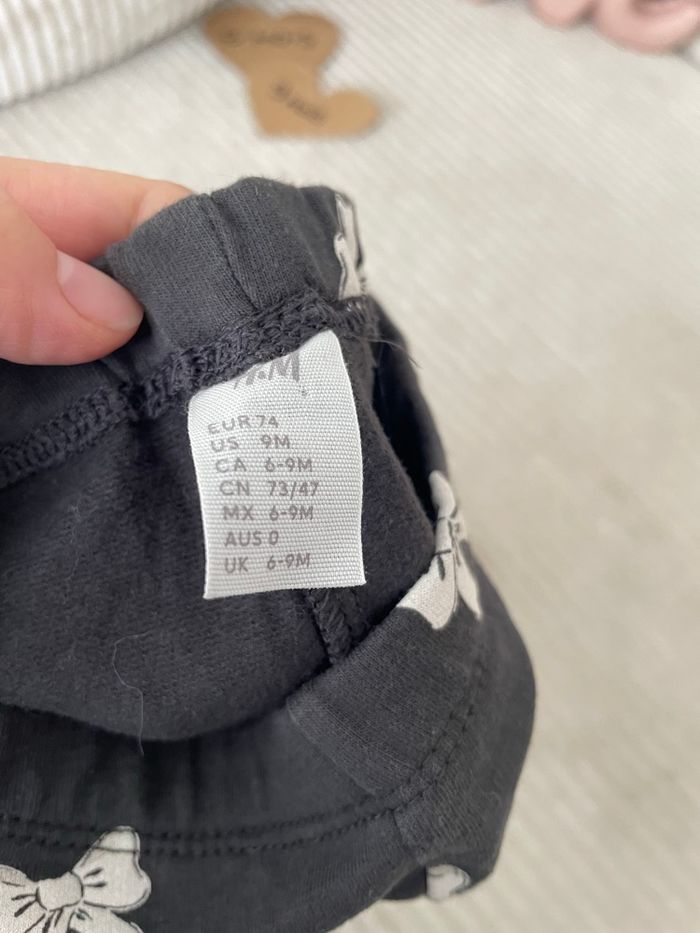 H&M
EUR 74
US 9M
CA 6-9M
CN 73/47
MX 6-9M
AUS 0
UK 6-9M